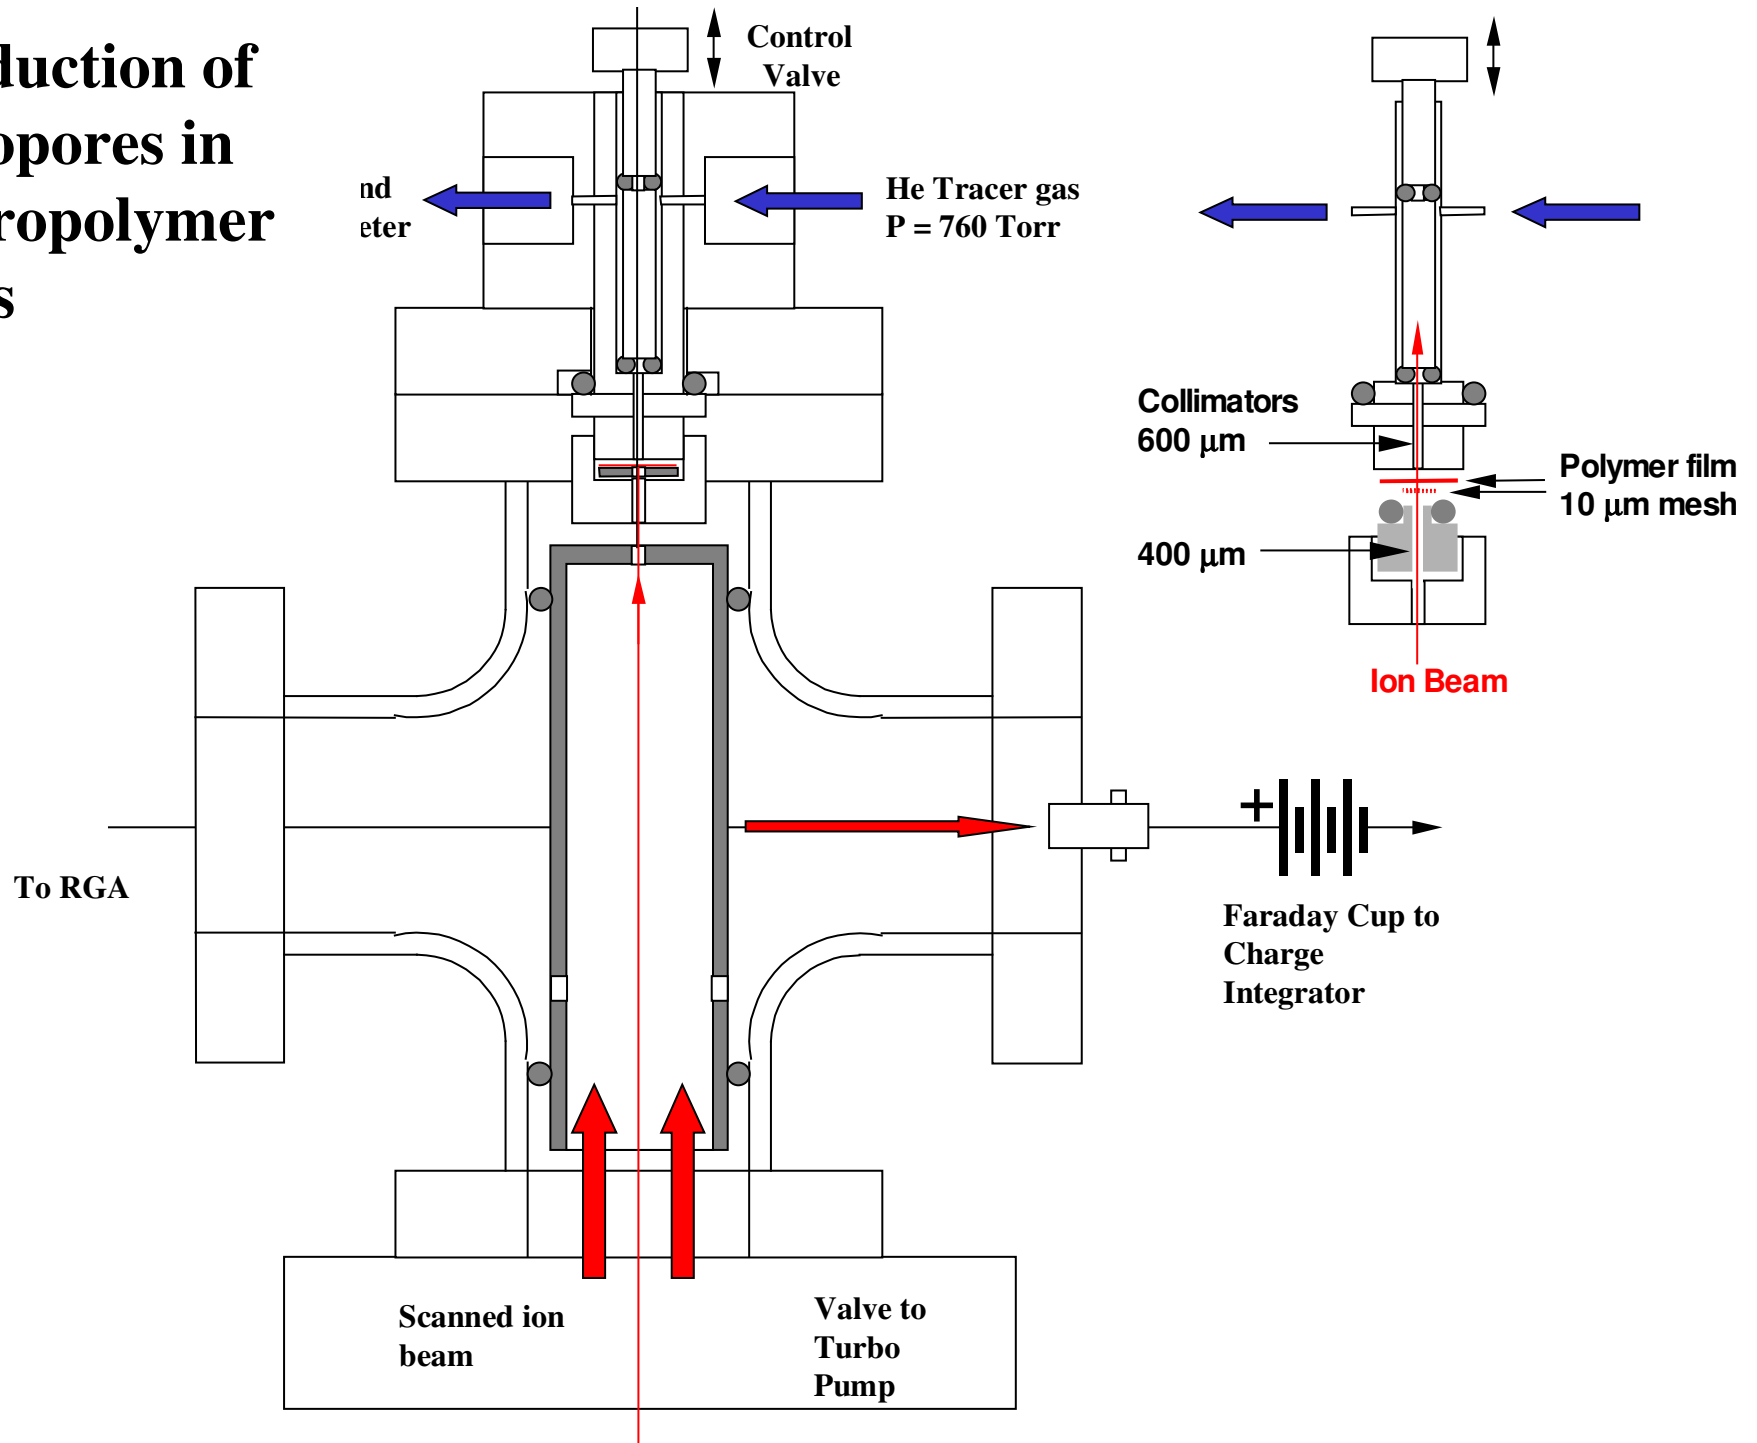 duction of
opores in
ropolymer
s
Control
Valve
nd
eter
He Tracer gas
P = 760 Torr
Collimators
600 μm
Polymer film
10 μm mesh
400 μm
Ion Beam
+
To RGA
Faraday Cup to
Charge
Integrator
Scanned ion
beam
Valve to
Turbo
Pump